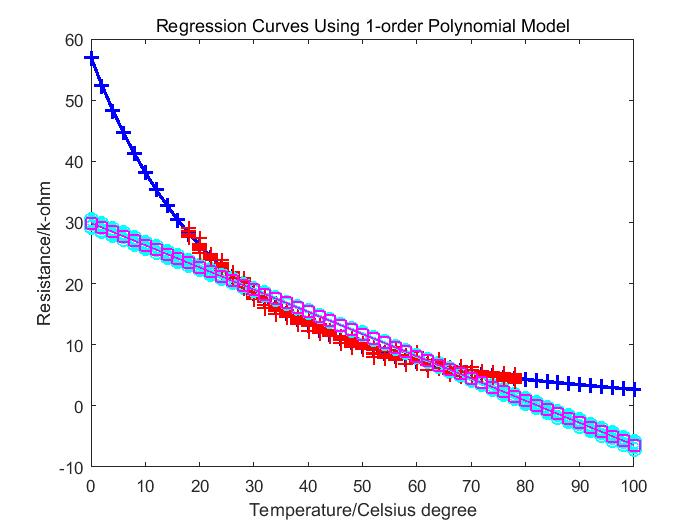 Regression Curves Using 1-order Polynomial Model
60
50
40
30
20
10
0
-10
Resistance/k-ohm
0 10 20 30 40 50 60 70 80 90 100
Temperature/Celsius degree